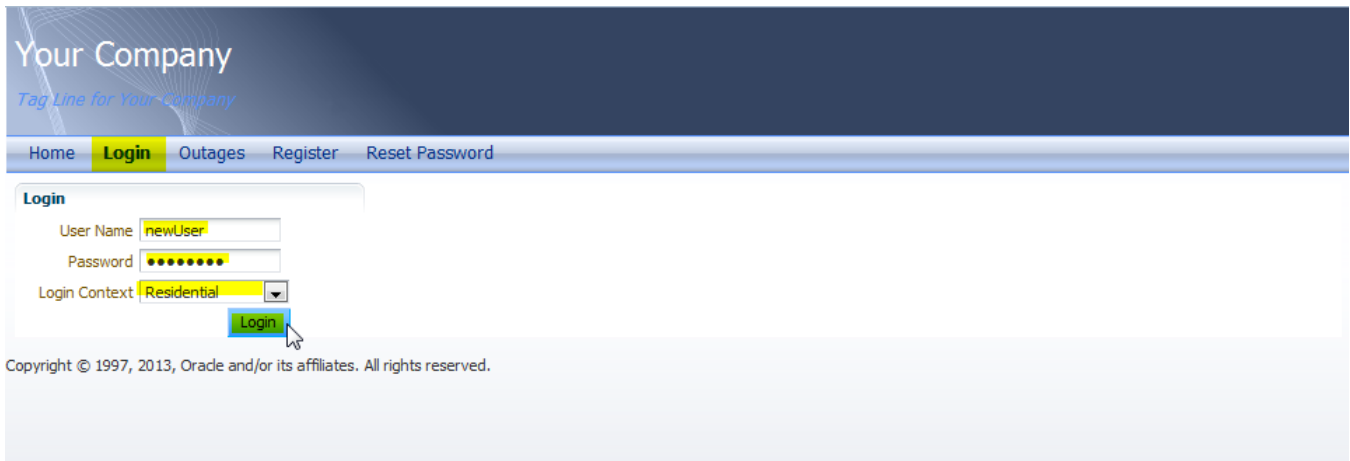 Your Company
Tag Line for Your Company
Home Login Outages Register Reset Password
Login
User Name newUser
Password ••••••••
Login Context Residential
Login
Copyright © 1997, 2013, Oracle and/or its affiliates. All rights reserved.